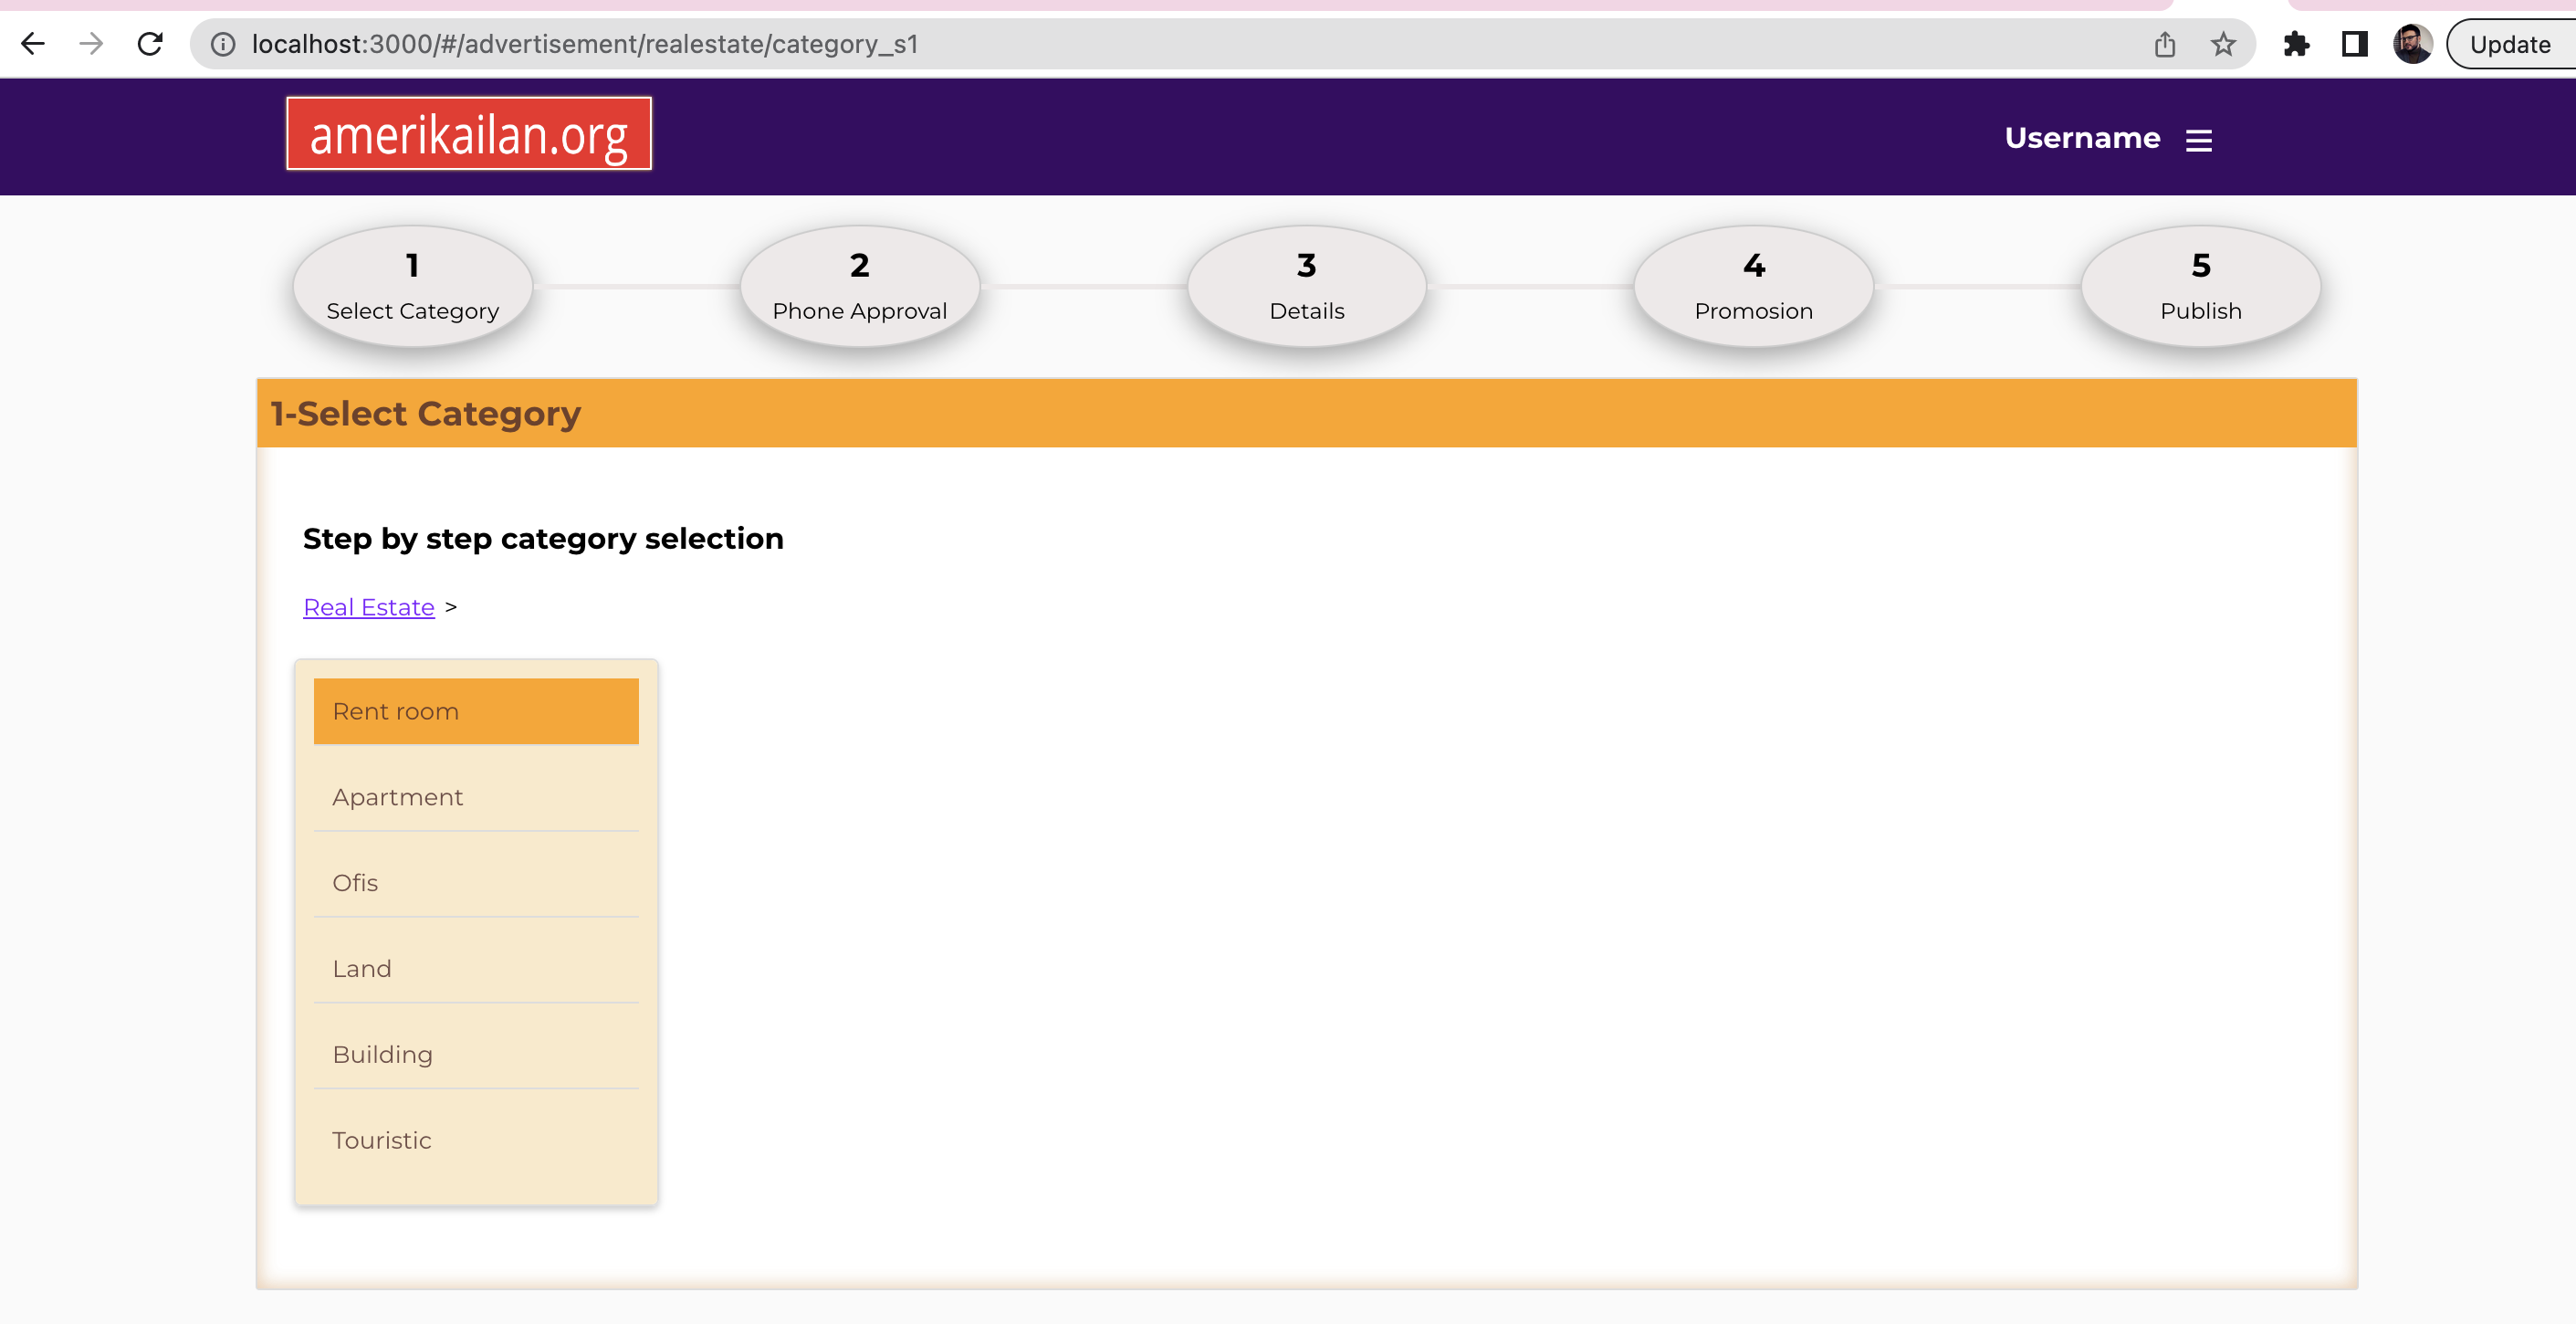 localhost:3000/#/advertisement/realestate/category_s1
Update
amerikailan.org
Username
1
Select Category
2
Phone Approval
3
Details
4
Promosion
5
Publish
1-Select Category
Step by step category selection
Real Estate >
Rent room
Apartment
Ofis
Land
Building
Touristic